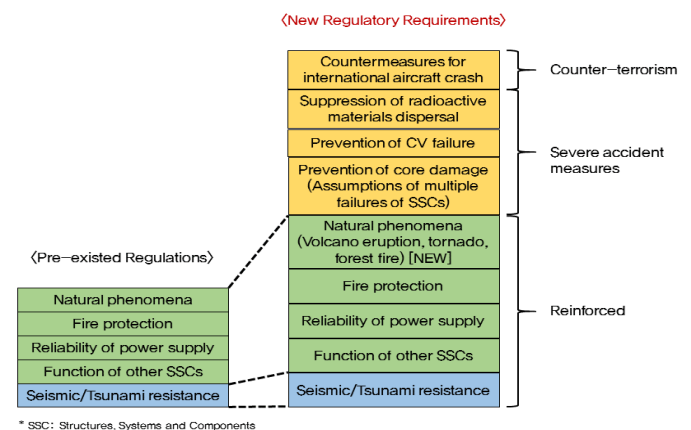 〈New Regulatory Requirements〉
Countermeasures for
international aircraft crash
Counter-terrorism
Suppression of radioactive
materials dispersal
Prevention of CV failure
Prevention of core damage
(Assumptions of multiple
failures of SSCs)
Severe accident
measures
Natural phenomena
(Volcano eruption, tornado,
forest fire) [NEW]
Fire protection
Reliability of power supply
Function of other SSCs
Seismic/Tsunami resistance
Reinforced
〈Pre-existed Regulations〉
Natural phenomena
Fire protection
Reliability of power supply
Function of other SSCs
Seismic/Tsunami resistance
* SSC: Structures, Systems and Components